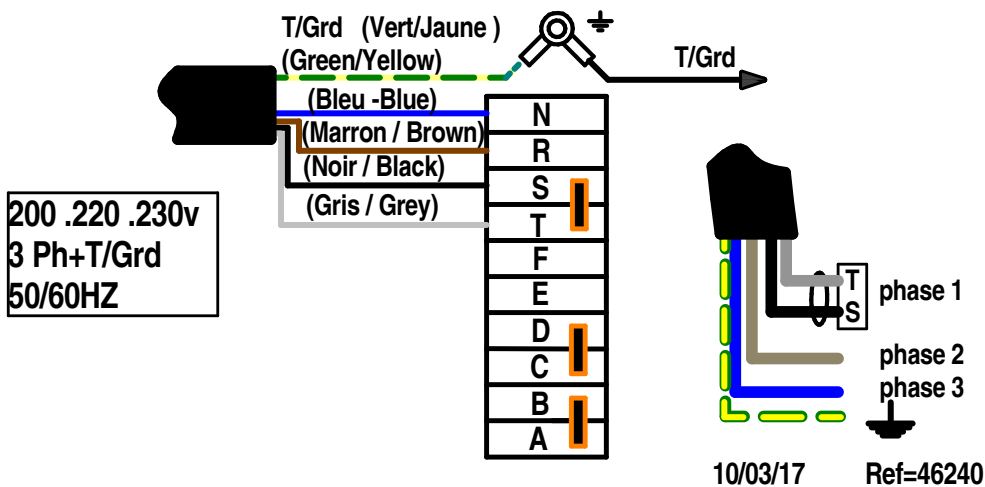 T/Grd (Vert/Jaune )
(Green/Yellow)
T/Grd
(Bleu -Blue)
(Marron / Brown)
(Noir / Black)
(Gris / Grey)
N
R
S
T
F
E
D
C
B
A
200 .220 .230v
3 Ph+T/Grd
50/60HZ
T
S
phase 1
phase 2
phase 3
10/03/17
Ref=46240